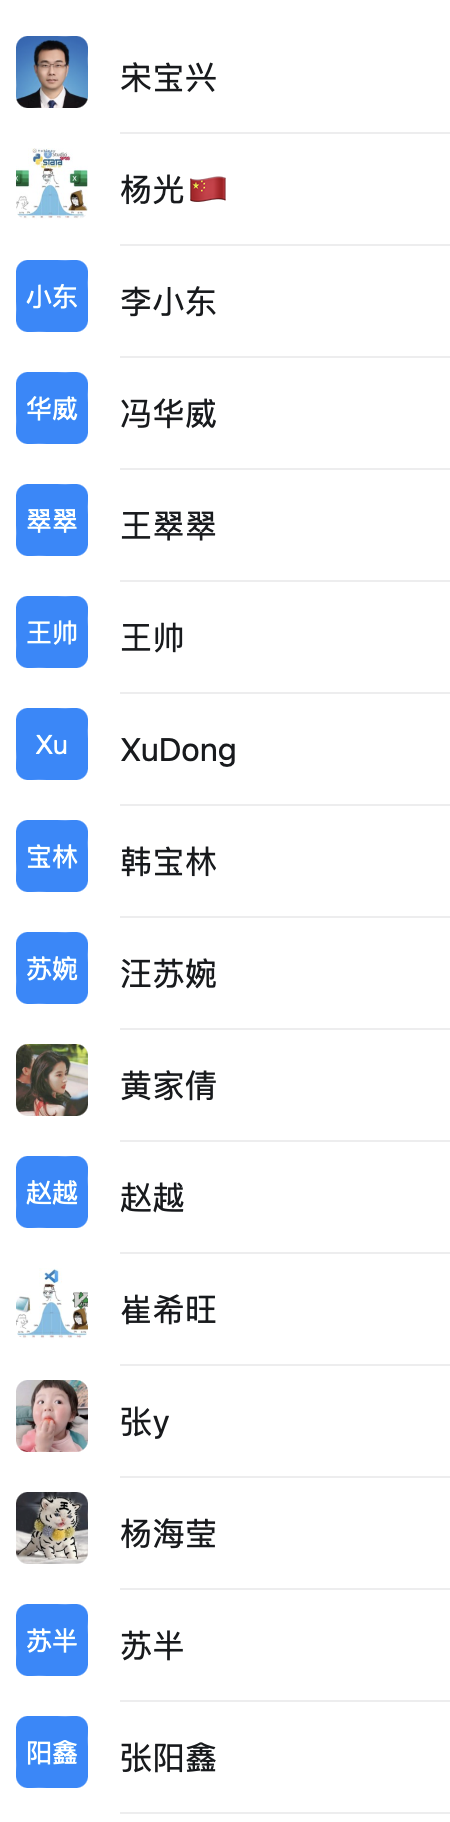 宋宝兴
stata
杨光🇨🇳
小东
李小东
华威
冯华威
翠翠
王翠翠
王帅
王帅
Xu
XuDong
宝林
韩宝林
苏婉
汪苏婉
黄家倩
赵越
赵越
崔希旺
张y
杨海莹
苏半
苏半
阳鑫
张阳鑫